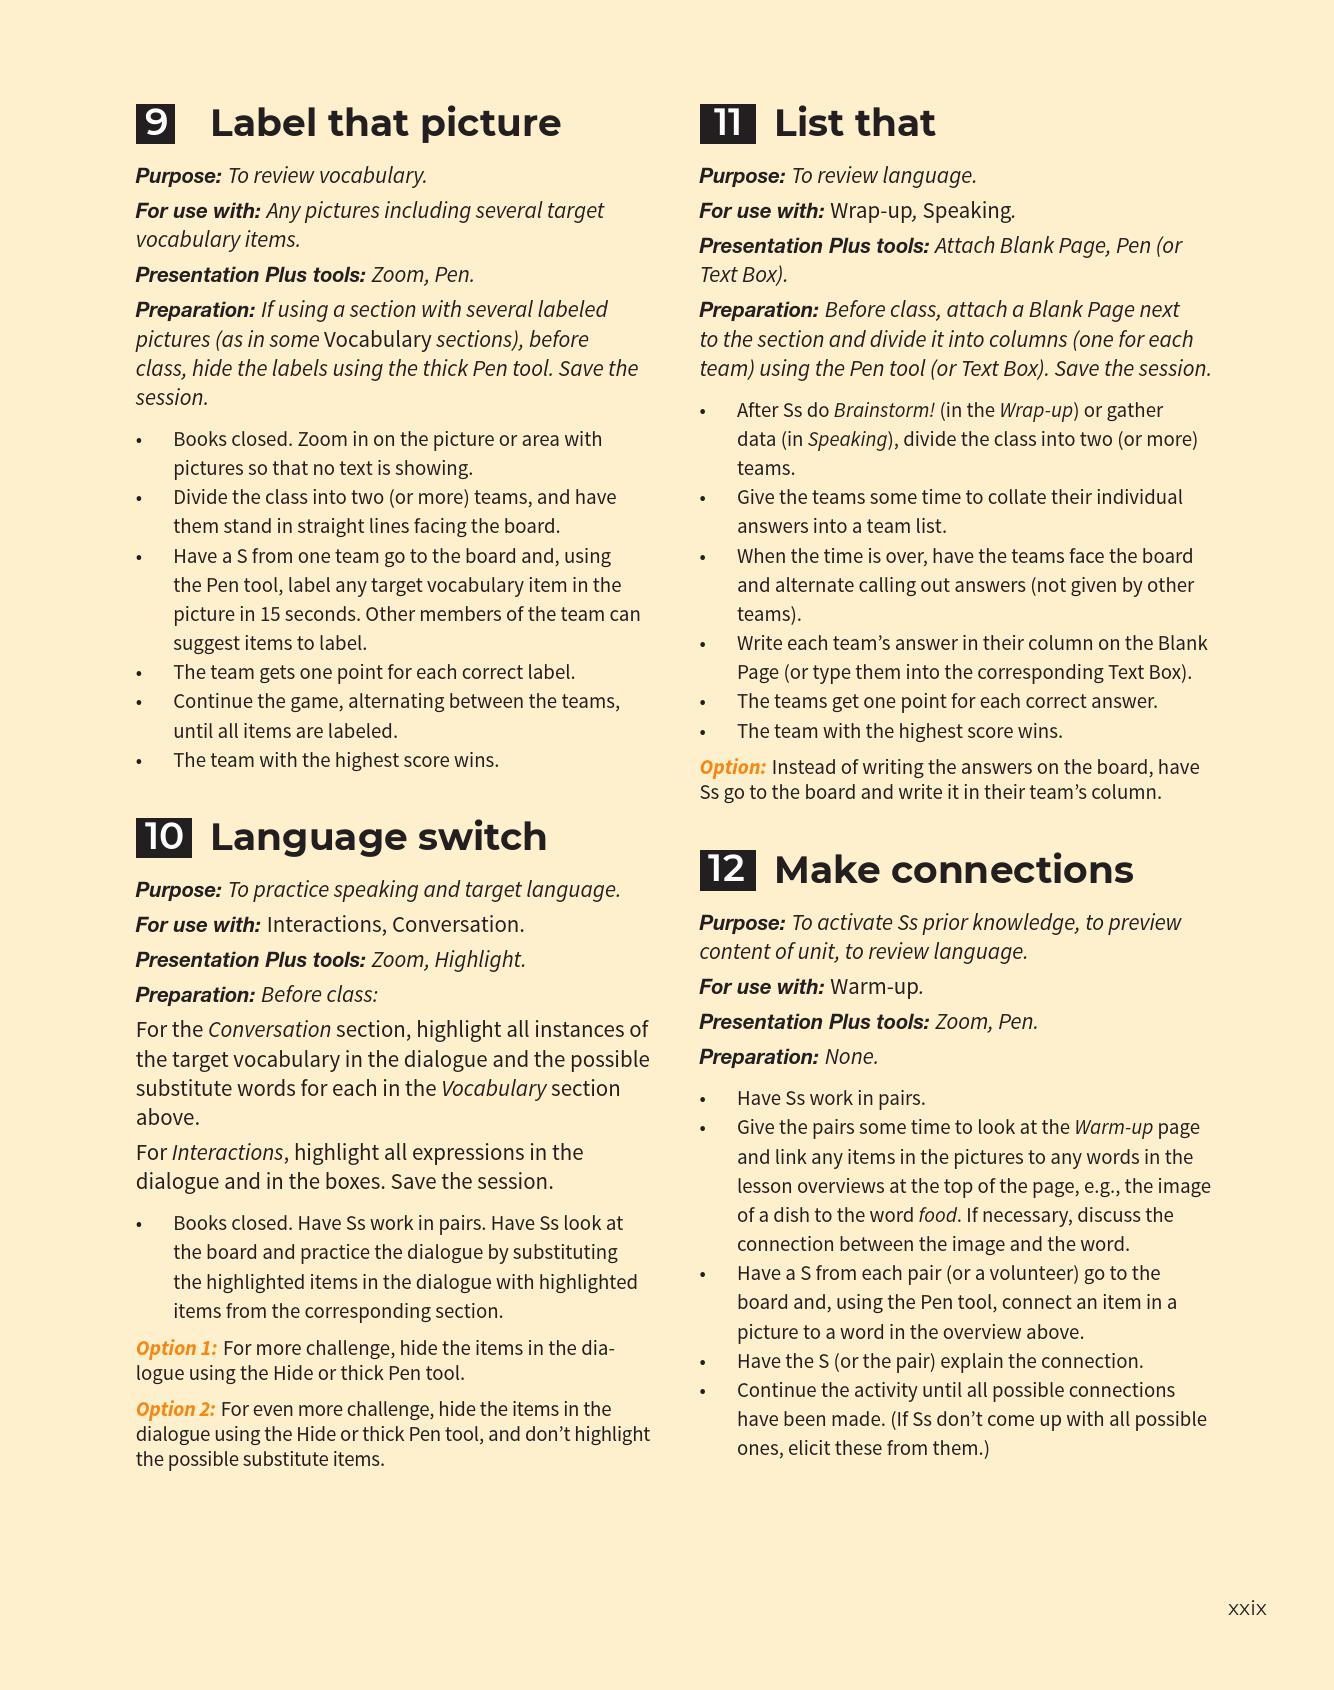 9 Label that picture
Purpose: To review vocabulary.
For use with: Any pictures including several target
vocabulary items.
Presentation Plus tools: Zoom, Pen.
Preparation: If using a section with several labeled
pictures (as in some Vocabulary sections), before
class, hide the labels using the thick Pen tool. Save the
session.
• Books closed. Zoom in on the picture or area with
pictures so that no text is showing.
• Divide the class into two (or more) teams, and have
them stand in straight lines facing the board.
• Have a S from one team go to the board and, using
the Pen tool, label any target vocabulary item in the
picture in 15 seconds. Other members of the team can
suggest items to label.
• The team gets one point for each correct label.
• Continue the game, alternating between the teams,
until all items are labeled.
• The team with the highest score wins.
10 Language switch
Purpose: To practice speaking and target language.
For use with: Interactions, Conversation.
Presentation Plus tools: Zoom, Highlight.
Preparation: Before class:
For the Conversation section, highlight all instances of
the target vocabulary in the dialogue and the possible
substitute words for each in the Vocabulary section
above.
For Interactions, highlight all expressions in the
dialogue and in the boxes. Save the session.
• Books closed. Have Ss work in pairs. Have Ss look at
the board and practice the dialogue by substituting
the highlighted items in the dialogue with highlighted
items from the corresponding section.
Option 1: For more challenge, hide the items in the dia-
logue using the Hide or thick Pen tool.
Option 2: For even more challenge, hide the items in the
dialogue using the Hide or thick Pen tool, and don’t highlight
the possible substitute items.
11 List that
Purpose: To review language.
For use with: Wrap-up, Speaking.
Presentation Plus tools: Attach Blank Page, Pen (or
Text Box).
Preparation: Before class, attach a Blank Page next
to the section and divide it into columns (one for each
team) using the Pen tool (or Text Box). Save the session.
• After Ss do Brainstorm! (in the Wrap-up) or gather
data (in Speaking), divide the class into two (or more)
teams.
• Give the teams some time to collate their individual
answers into a team list.
• When the time is over, have the teams face the board
and alternate calling out answers (not given by other
teams).
• Write each team’s answer in their column on the Blank
Page (or type them into the corresponding Text Box).
• The teams get one point for each correct answer.
• The team with the highest score wins.
Option: Instead of writing the answers on the board, have
Ss go to the board and write it in their team’s column.
12 Make connections
Purpose: To activate Ss prior knowledge, to preview
content of unit, to review language.
For use with: Warm-up.
Presentation Plus tools: Zoom, Pen.
Preparation: None.
• Have Ss work in pairs.
• Give the pairs some time to look at the Warm-up page
and link any items in the pictures to any words in the
lesson overviews at the top of the page, e.g., the image
of a dish to the word food. If necessary, discuss the
connection between the image and the word.
• Have a S from each pair (or a volunteer) go to the
board and, using the Pen tool, connect an item in a
picture to a word in the overview above.
• Have the S (or the pair) explain the connection.
• Continue the activity until all possible connections
have been made. (If Ss don’t come up with all possible
ones, elicit these from them.)
xxix